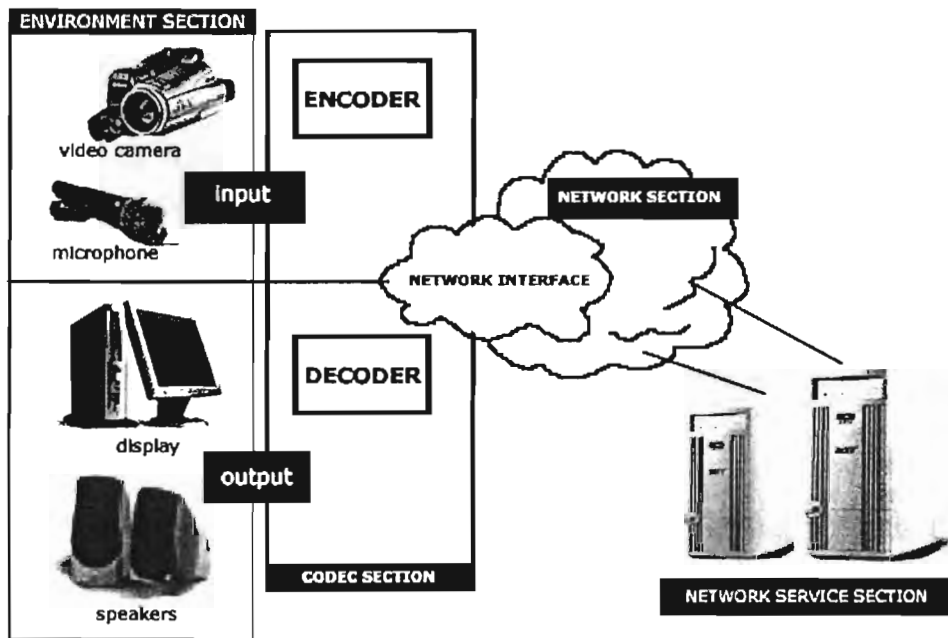 ENVIRONMENT SECTION
video camera
ENCODER
input
microphone
NETWORK SECTION
NETWORK INTERFACE
DECODER
display
output
speakers
CODEC SECTION
NETWORK SERVICE SECTION